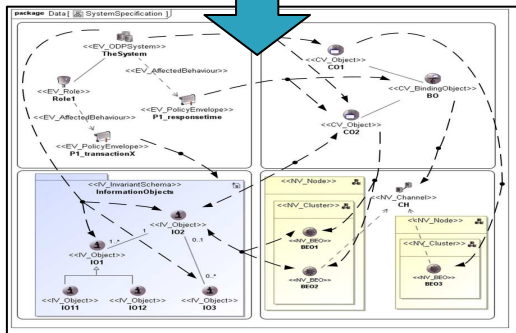 package Data [ SystemSpecification ]
<<EV_ODPSystem>>
TheSystem
<<EV_AffectedBehaviour>>
<<EV_Role>>
Role1
<<EV_PolicyEnvelope>>
P1_responsetime
<<EV_AffectedBehaviour>>
<<EV_PolicyEnvelope>>
P1_transactionX
<<CV_Object>>
CO1
<<CV_BindingObject>>
BO
<<CV_Object>>
CO2
<<IV_InvariantSchema>>
InformationObjects
<<IV_Object>>
IO2
1
1..*
0..1
<<IV_Object>>
IO1
0..*
<<IV_Object>>
IO11
<<IV_Object>>
IO12
<<IV_Object>>
IO3
<<NV_Node>>
<<NV_Cluster>>
<<NV_BEO>>
BEO1
<<NV_BEO>>
BEO2
<<NV_Channel>>
CH
<<NV_Node>>
<<NV_Cluster>>
<<NV_BEO>>
BEO3